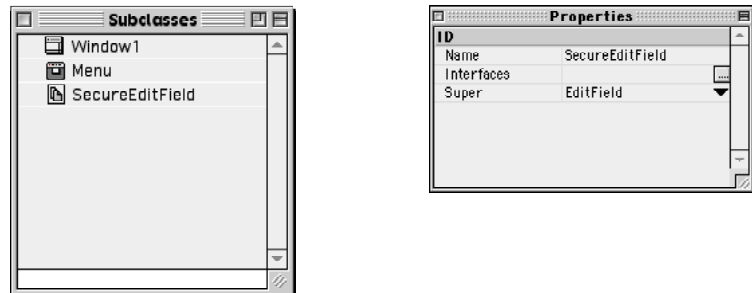 Subclasses
Window1
Menu
SecureEditField
Properties
ID
Name SecureEditField
Interfaces ...
Super EditField